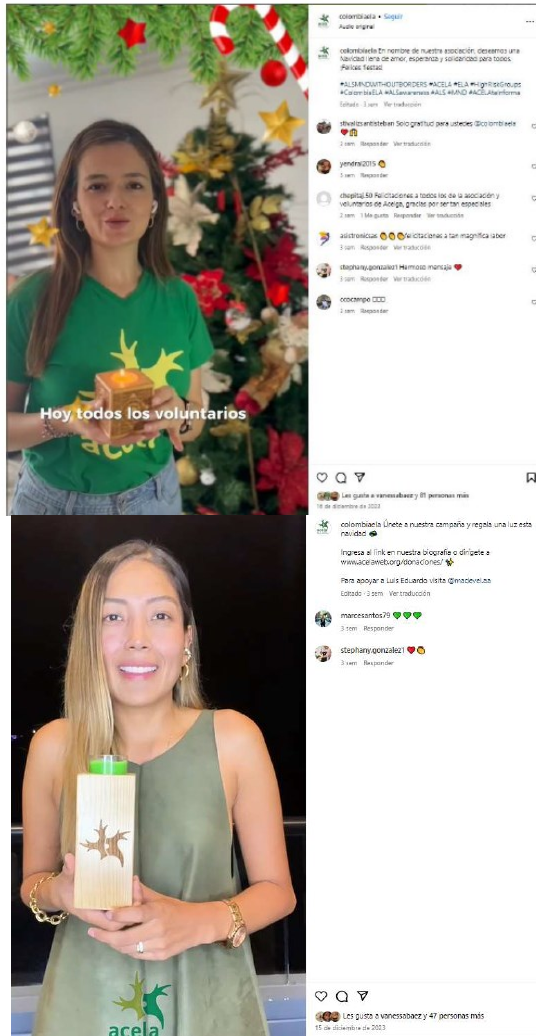 colombiaela • Seguir
Audio original
colombiaela En nombre de nuestra asociación, deseamos una
Navidad llena de amor, esperanza y solidaridad para todos.
¡Felices fiestas!
#ALSMNDWITHOUTBORDERS #ACELA #ELA #HighRiskGroups
#ColombiaELA #ALSawareness #ALS #MND #ACELAteInforma
Editado · 3 sem Ver traducción
stivalizsantisteban Solo gratitud para ustedes @colombiaela
3 sem Responder Ver traducción
yendral2015
3 sem Responder
chepitaj.50 Felicitaciones a todos los de la asociación y
voluntarios de Acelga, gracias por ser tan especiales
2 sem 1 Me gusta Responder Ver traducción
felicitaciones a tan magnífica labor
3 sem Responder Ver traducción
stephany.gonzalez1 Hermoso mensaje
3 sem Responder Ver traducción
ococampo
3 sem Responder
Hoy todos los voluntarios
acela
Les gusta a vanessabaez y 81 personas más
18 de diciembre de 2023
colombiaela Únete a nuestra campaña y regala una luz esta
navidad
Ingresa al link en nuestra biografía o dirígete a
www.acelaweb.org/donaciones/
Para apoyar a Luis Eduardo visita @madevel.aa
Editado · 3 sem Ver traducción
marcesantos79
3 sem Responder
stephany.gonzalez1
3 sem Responder
acela
Les gusta a vanessabaez y 47 personas más
15 de diciembre de 2023